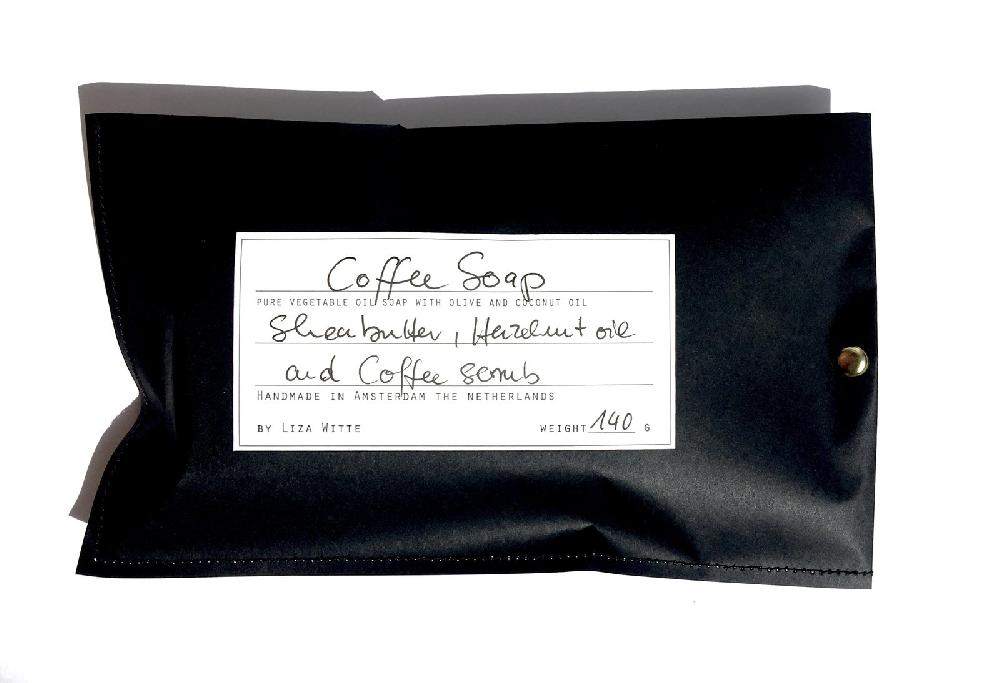 Coffee Soap
PURE VEGETABLE OIL SOAP WITH OLIVE AND COCONUT OIL
Sheabutter, Hazelnut oil
and Coffee scrub
HANDMADE IN AMSTERDAM THE NETHERLANDS
BY LIZA WITTE WEIGHT 140 G